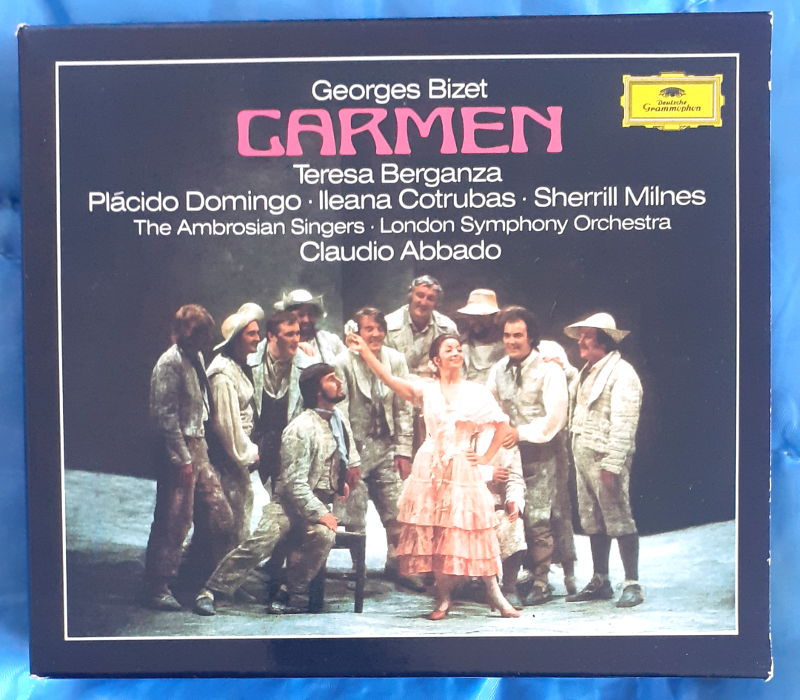 Georges Bizet
CARMEN
Deutsche
Grammophon
Teresa Berganza
Plácido Domingo · Ileana Cotrubas · Sherrill Milnes
The Ambrosian Singers · London Symphony Orchestra
Claudio Abbado